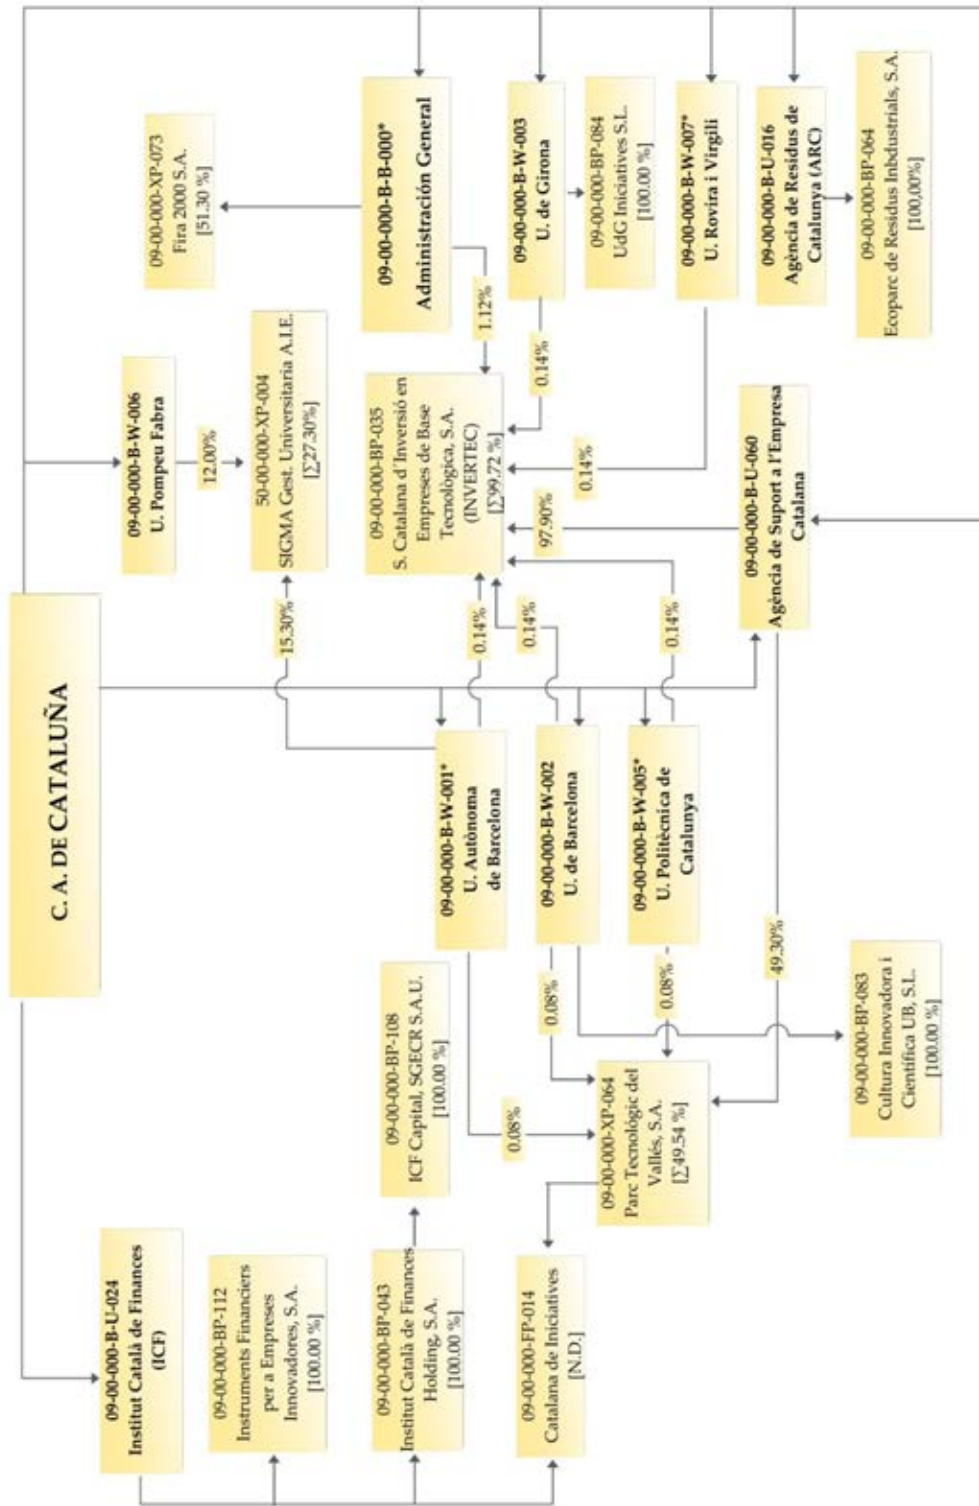 C. A. DE CATALUÑA
09-00-000-B-U-024
Institut Català de Finances
(ICF)
09-00-000-BP-112
Instruments Financiers
per a Empreses
Innovadores, S.A.
[100.00 %]
09-00-000-BP-043
Institut Català de Finances
Holding, S.A.
[100.00 %]
09-00-000-BP-108
ICF Capital, SGECR S.A.U.
[100.00 %]
09-00-000-FP-014
Catalana de Iniciatives
[N.D.]
09-00-000-XP-064
Parc Tecnológic del
Vallés, S.A.
[∑49.54 %]
0.08%
0.08%
0.08%
49.30%
09-00-000-BP-083
Cultura Innovadora i
Científica UB, S.L.
[100.00 %]
09-00-000-B-W-001*
U. Autònoma
de Barcelona
09-00-000-B-W-002
U. de Barcelona
09-00-000-B-W-005*
U. Politècnica de
Catalunya
15.30%
0.14%
0.14%
0.14%
09-00-000-B-W-006
U. Pompeu Fabra
12.00%
50-00-000-XP-004
SIGMA Gest. Universitaria A.I.E.
[∑27.30%]
09-00-000-BP-035
S. Catalana d´Inversió en
Empreses de Base
Tecnològica, S.A.
(INVERTEC)
[∑99.72 %]
97.90%
09-00-000-B-U-060
Agència de Suport a l’Empresa
Catalana
1.12%
0.14%
0.14%
09-00-000-XP-073
Fira 2000 S.A.
[51.30 %]
09-00-000-B-B-000*
Administración General
09-00-000-B-W-003
U. de Girona
09-00-000-BP-084
UdG Iniciatives S.L.
[100.00 %]
09-00-000-B-W-007*
U. Rovira i Virgili
09-00-000-B-U-016
Agència de Residus de
Catalunya (ARC)
09-00-000-BP-064
Ecoparc de Residus Inbdustrials, S.A.
[100,00%]